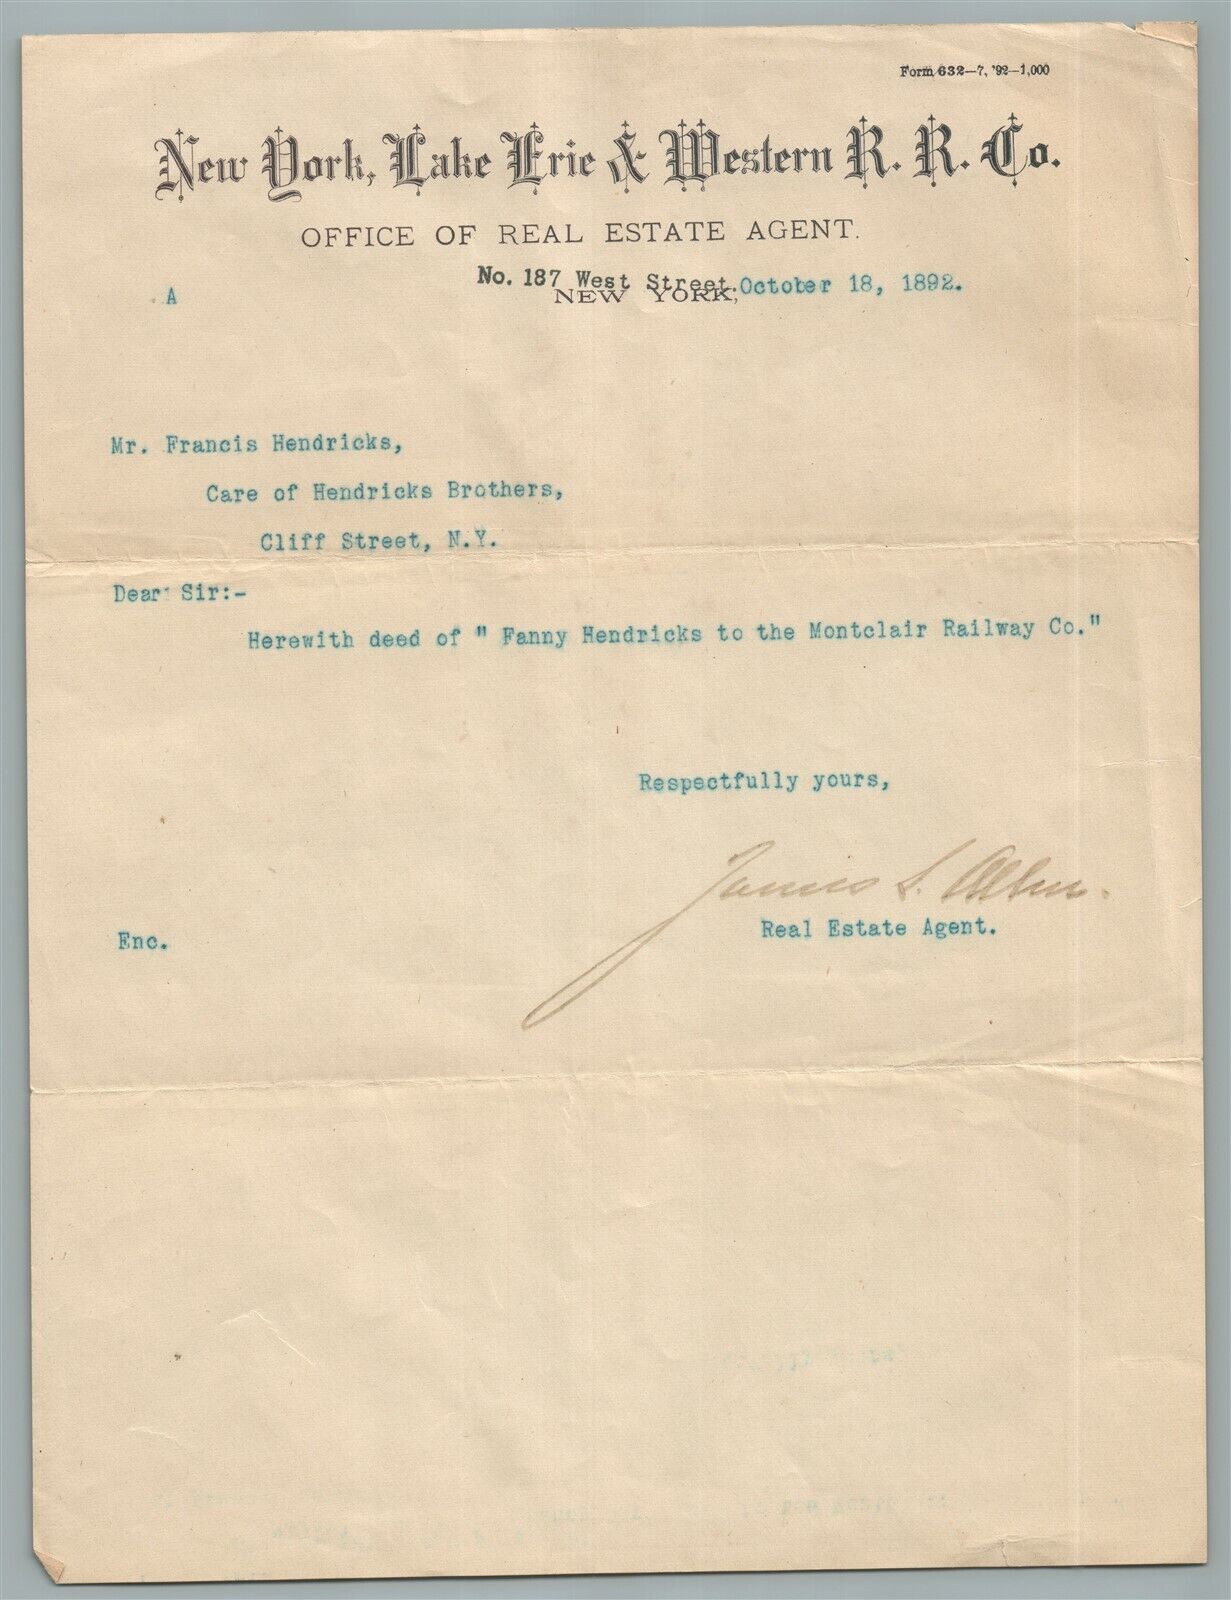 Form 632—7, '92—1,000
New York, Lake Erie & Western R. R. Co.
OFFICE OF REAL ESTATE AGENT.
No. 187 West Street.
NEW YORK, October 18, 1892.
A
Mr. Francis Hendricks,
Care of Hendricks Brothers,
Cliff Street, N.Y.
Dear Sir:-
Herewith deed of " Fanny Hendricks to the Montclair Railway Co."
Respectfully yours,
James S. Allen.
Real Estate Agent.
Enc.